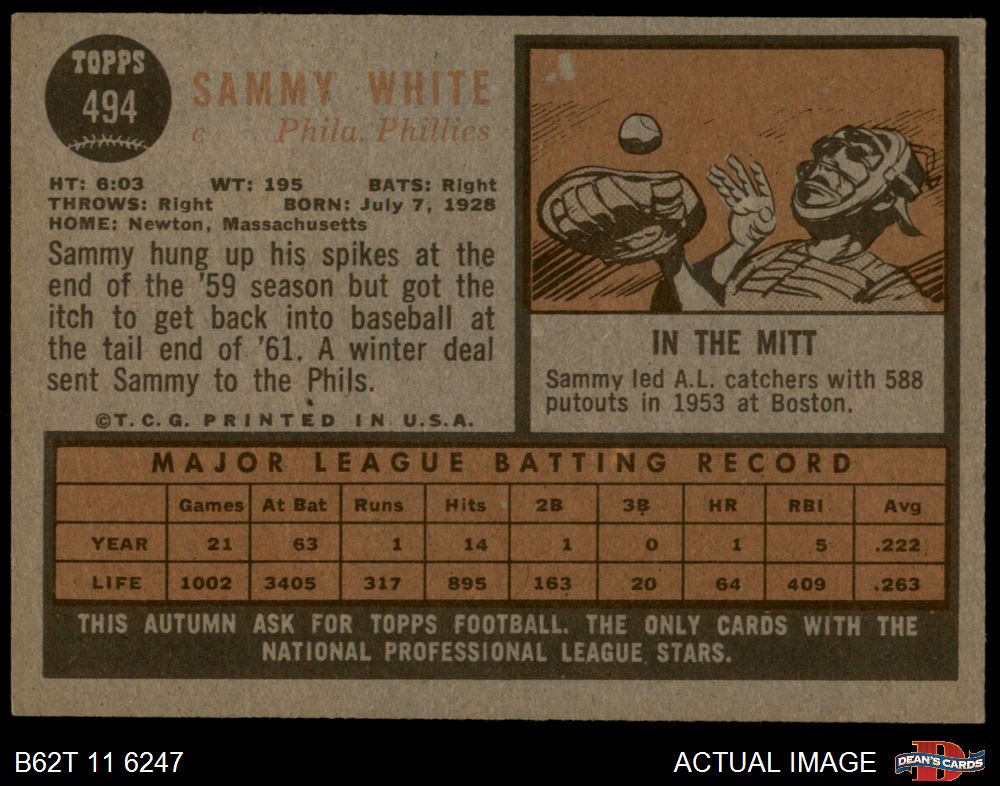 TOPPS
494
SAMMY WHITE
c Phila. Phillies
HT: 6:03 WT: 195 BATS: Right
THROWS: Right BORN: July 7, 1928
HOME: Newton, Massachusetts
Sammy hung up his spikes at the
end of the '59 season but got the
itch to get back into baseball at
the tail end of '61. A winter deal
sent Sammy to the Phils.
©T.C.G. PRINTED IN U.S.A.
IN THE MITT
Sammy led A.L. catchers with 588
putouts in 1953 at Boston.
MAJOR LEAGUE BATTING RECORD
Games At Bat Runs Hits 2B 3B HR RBI Avg
YEAR 21 63 1 14 1 0 1 5 .222
LIFE 1002 3405 317 895 163 20 64 409 .263
THIS AUTUMN ASK FOR TOPPS FOOTBALL. THE ONLY CARDS WITH THE
NATIONAL PROFESSIONAL LEAGUE STARS.
B62T 11 6247
ACTUAL IMAGE
D
DEAN'S CARDS